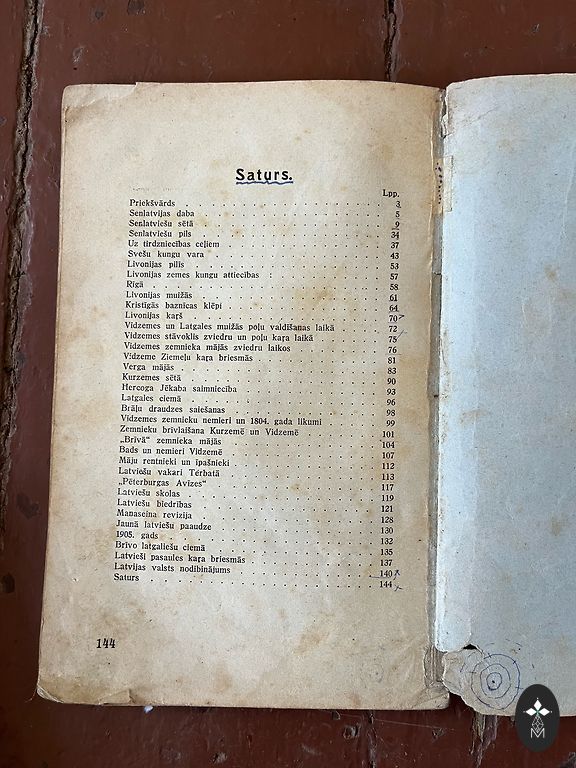 Saturs.
Lpp.
Priekšvārds . . . 3
Senlatvijas daba . . . 5
Senlatviešu sētā . . . 9
Senlatviešu pils . . . 34
Uz tirdzniecības ceļiem . . . 37
Svešu kungu vara . . . 43
Livonijas pilīs . . . 53
Livonijas zemes kungu attiecības . . . 57
Rīgā . . . 58
Livonijas muižās . . . 61
Kristīgās baznīcas klēpī . . . 64
Livonijas kaŗš . . . 70
Vidzemes un Latgales muižās poļu valdīšanas laikā . . . 72
Vidzemes stāvoklis zviedru un poļu kaŗa laikā . . . 75
Vidzemes zemnieka mājās zviedru laikos . . . 76
Vidzeme Ziemeļu kaŗa briesmās . . . 81
Verga mājās . . . 83
Kurzemes sētā . . . 90
Hercoga Jēkaba saimniecība . . . 93
Latgales ciemā . . . 96
Brāļu draudzes saiešanas . . . 98
Vidzemes zemnieku nemieri un 1804. gada likumi . . . 99
Zemnieku brīvlaišana Kurzemē un Vidzemē . . . 101
„Brīvā“ zemnieka mājās . . . 104
Bads un nemieri Vidzemē . . . 107
Māju rentnieki un īpašnieki . . . 112
Latviešu vakari Tērbatā . . . 113
„Pēterburgas Avīzes“ . . . 117
Latviešu skolas . . . 119
Latviešu biedrības . . . 121
Manaseina revizija . . . 128
Jaunā latviešu paaudze . . . 130
1905. gads . . . 132
Brīvo latgaliešu ciemā . . . 135
Latvieši pasaules kaŗa briesmās . . . 137
Latvijas valsts nodibinājums . . . 140
Saturs . . . 144
144
M